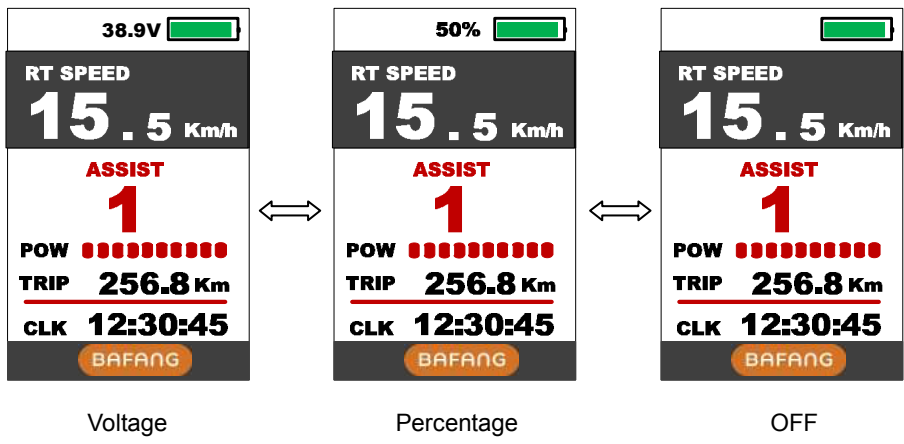 38.9V
RT SPEED
15.5 Km/h
ASSIST
1
POW
TRIP 256.8 Km
CLK 12:30:45
BAFANG
Voltage
50%
RT SPEED
15.5 Km/h
ASSIST
1
POW
TRIP 256.8 Km
CLK 12:30:45
BAFANG
Percentage
RT SPEED
15.5 Km/h
ASSIST
1
POW
TRIP 256.8 Km
CLK 12:30:45
BAFANG
OFF